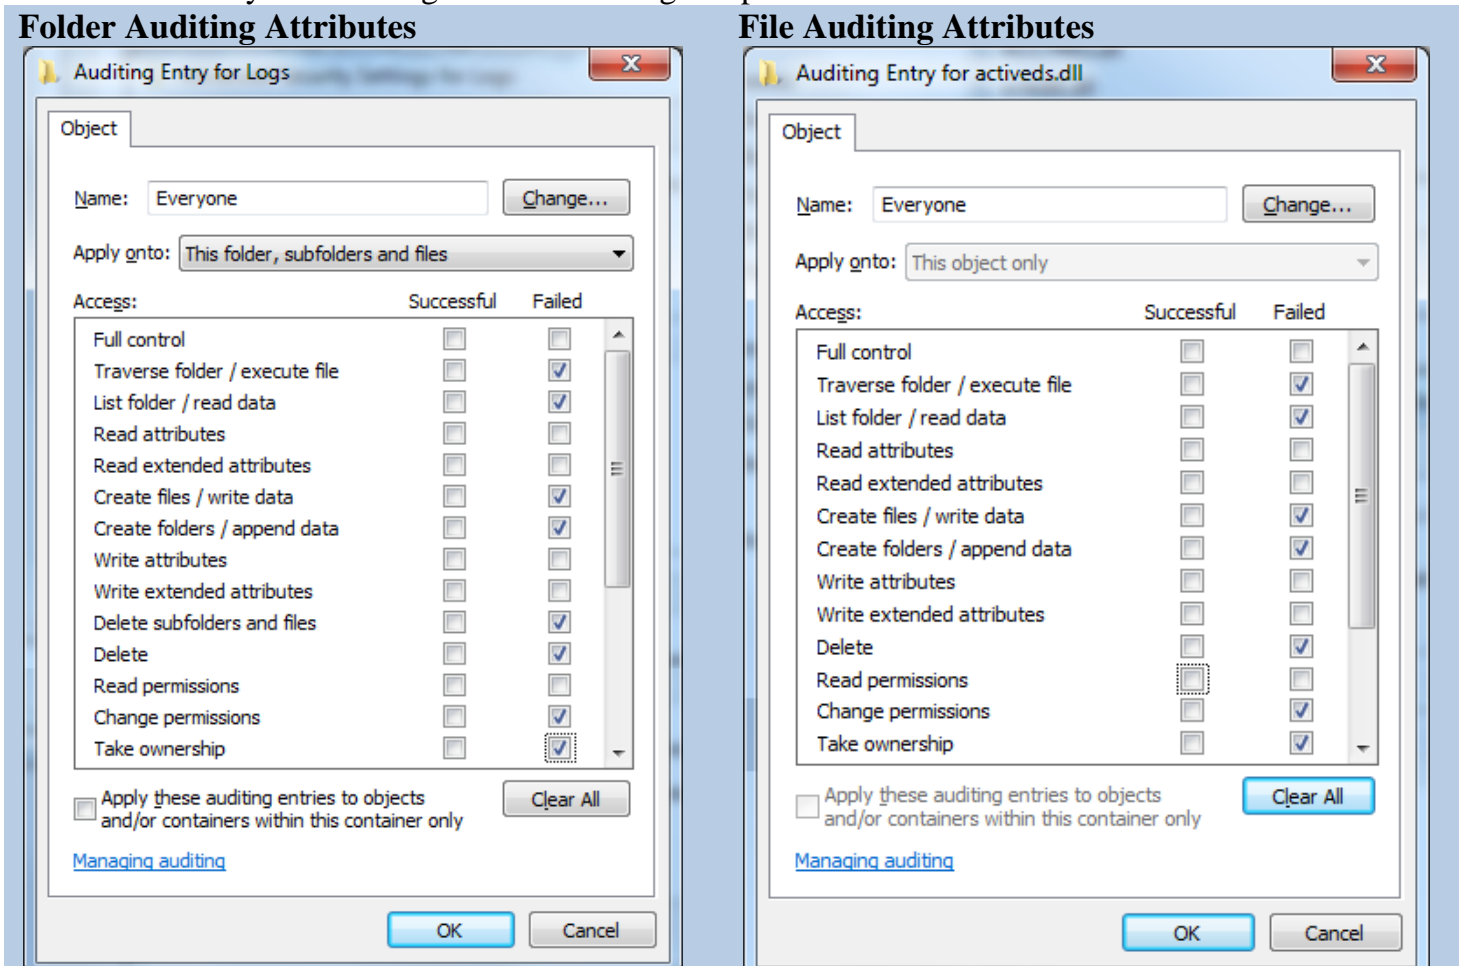 Folder Auditing Attributes
Auditing Entry for Logs
Object
Name: Everyone Change...
Apply onto: This folder, subfolders and files
Access: Successful Failed
Full control
Traverse folder / execute file
List folder / read data
Read attributes
Read extended attributes
Create files / write data
Create folders / append data
Write attributes
Write extended attributes
Delete subfolders and files
Delete
Read permissions
Change permissions
Take ownership
Apply these auditing entries to objects
and/or containers within this container only
Clear All
Managing auditing
OK Cancel
File Auditing Attributes
Auditing Entry for activeds.dll
Object
Name: Everyone Change...
Apply onto: This object only
Access: Successful Failed
Full control
Traverse folder / execute file
List folder / read data
Read attributes
Read extended attributes
Create files / write data
Create folders / append data
Write attributes
Write extended attributes
Delete
Read permissions
Change permissions
Take ownership
Apply these auditing entries to objects
and/or containers within this container only
Clear All
Managing auditing
OK Cancel